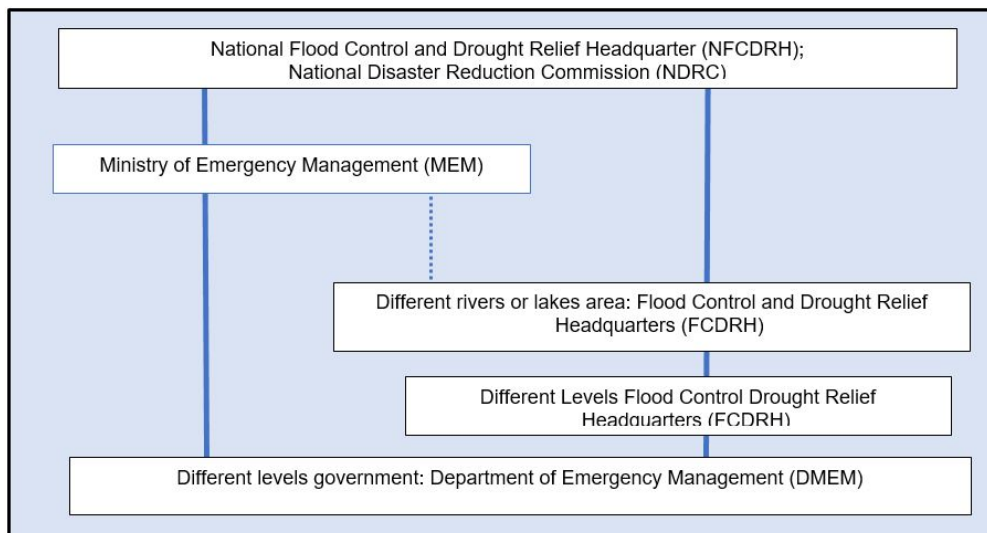 National Flood Control and Drought Relief Headquarter (NFCDRH);
National Disaster Reduction Commission (NDRC)
Ministry of Emergency Management (MEM)
Different rivers or lakes area: Flood Control and Drought Relief
Headquarters (FCDRH)
Different Levels Flood Control Drought Relief
Headquarters (FCDRH)
Different levels government: Department of Emergency Management (DMEM)